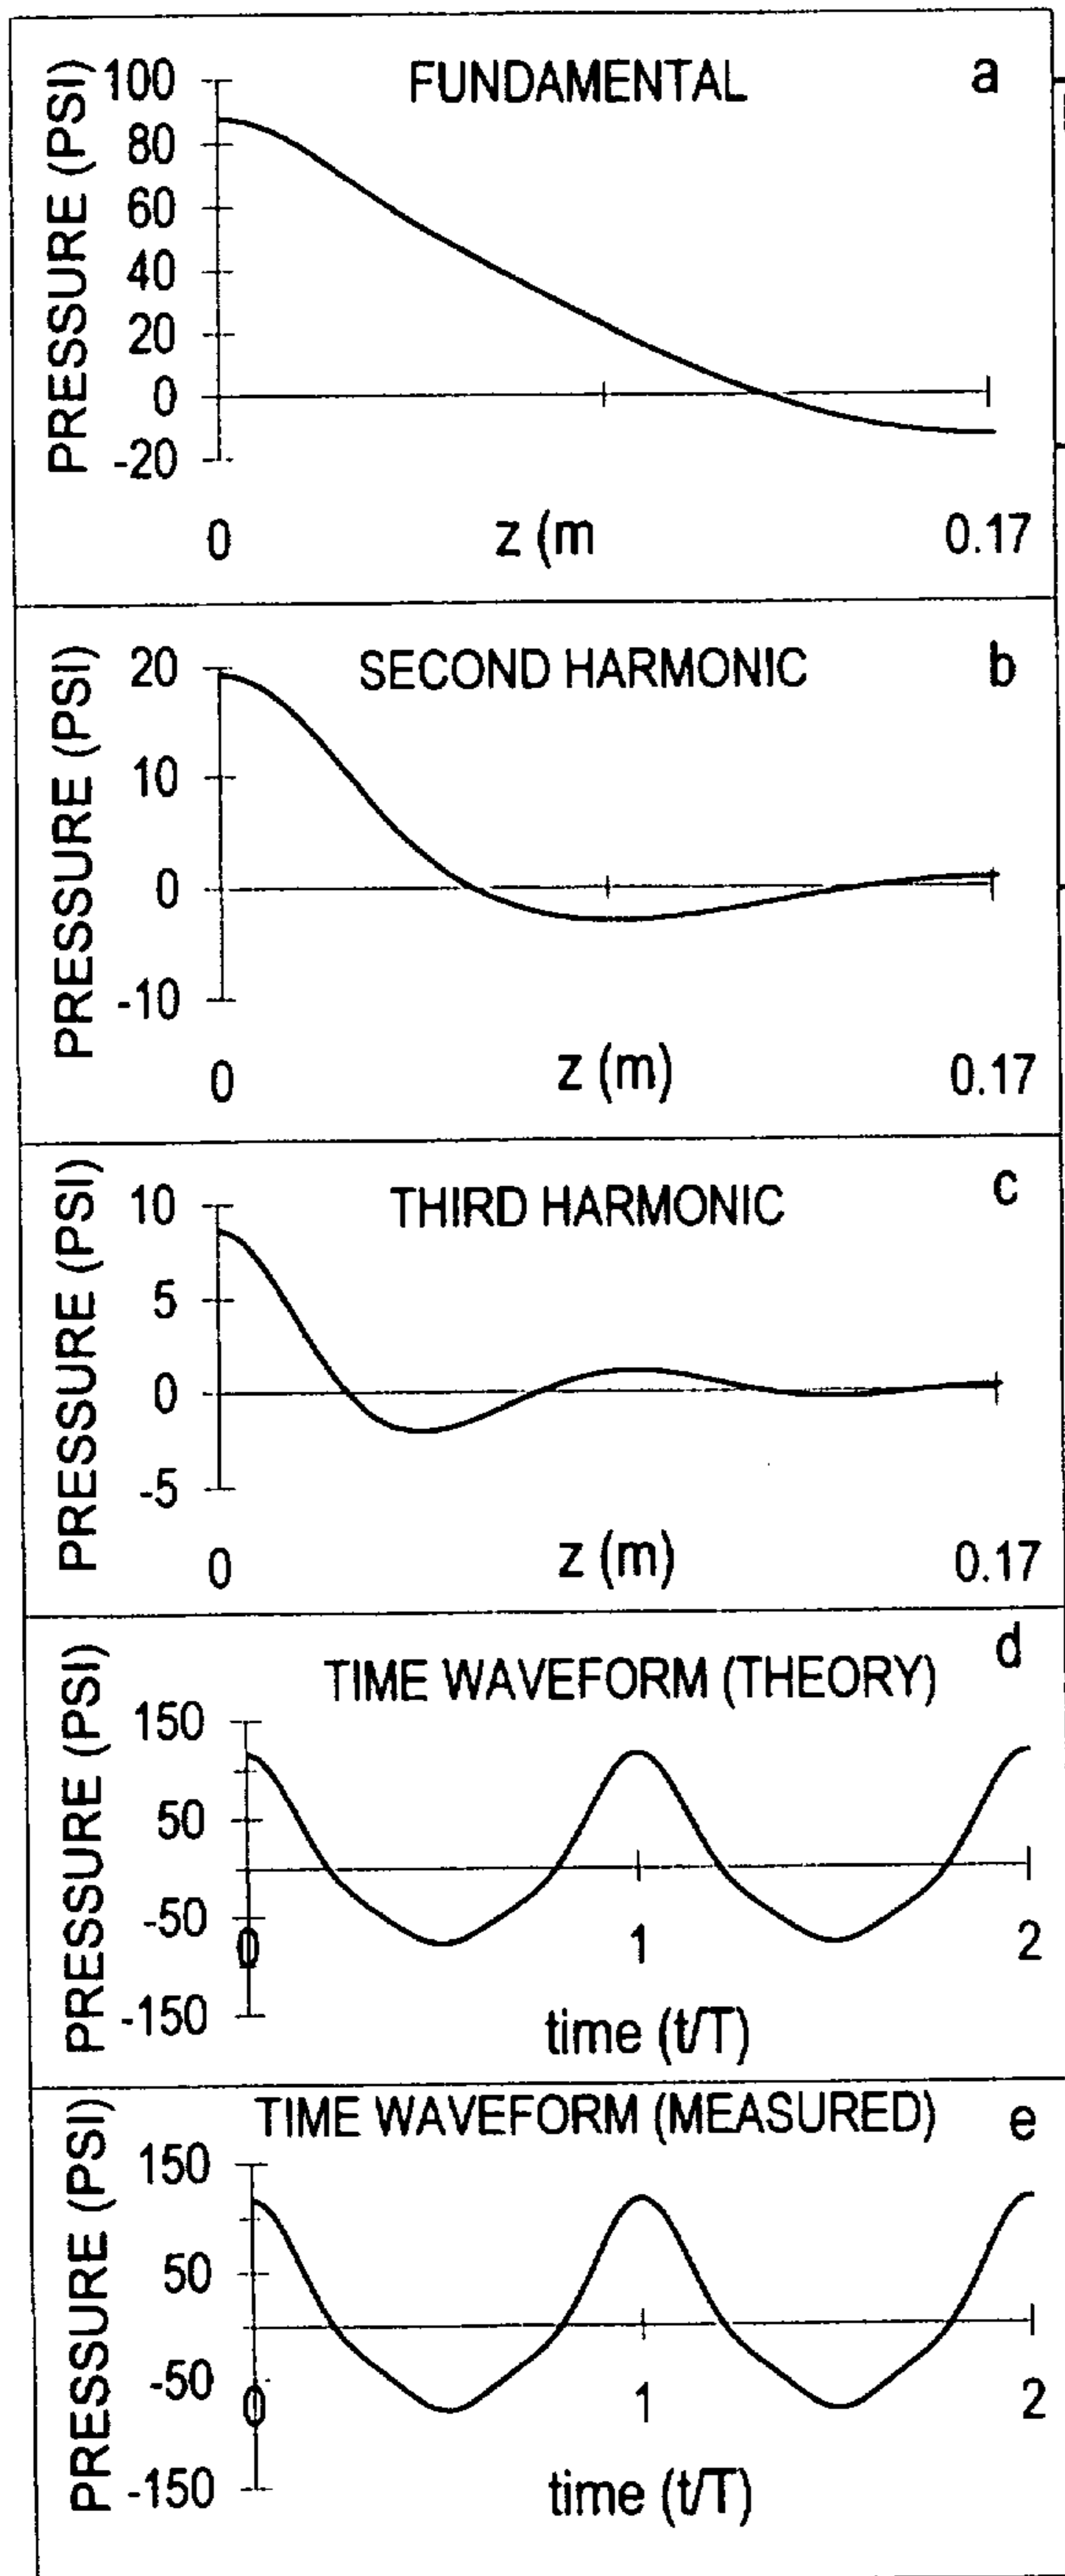 PRESSURE (PSI)
FUNDAMENTAL
a
100
80
60
40
20
0
-20
0
z (m
0.17
PRESSURE (PSI)
SECOND HARMONIC
b
20
10
0
-10
0
z (m)
0.17
PRESSURE (PSI)
THIRD HARMONIC
c
10
5
0
-5
0
z (m)
0.17
PRESSURE (PSI)
TIME WAVEFORM (THEORY)
d
150
50
-50
-150
0
1
2
time (t/T)
PRESSURE (PSI)
TIME WAVEFORM (MEASURED)
e
150
50
-50
-150
0
1
2
time (t/T)